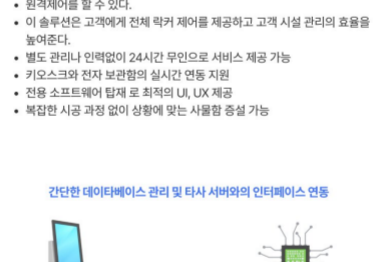 • 원격제어를 할 수 있다.
• 이 솔루션은 고객에게 전체 락커 제어를 제공하고 고객 시설 관리의 효율을
높여준다.
• 별도 관리나 인력없이 24시간 무인으로 서비스 제공 가능
• 키오스크와 전자 보관함의 실시간 연동 지원
• 전용 소프트웨어 탑재 로 최적의 UI, UX 제공
• 복잡한 시공 과정 없이 상황에 맞는 사물함 증설 가능
간단한 데이타베이스 관리 및 타사 서버와의 인터페이스 연동